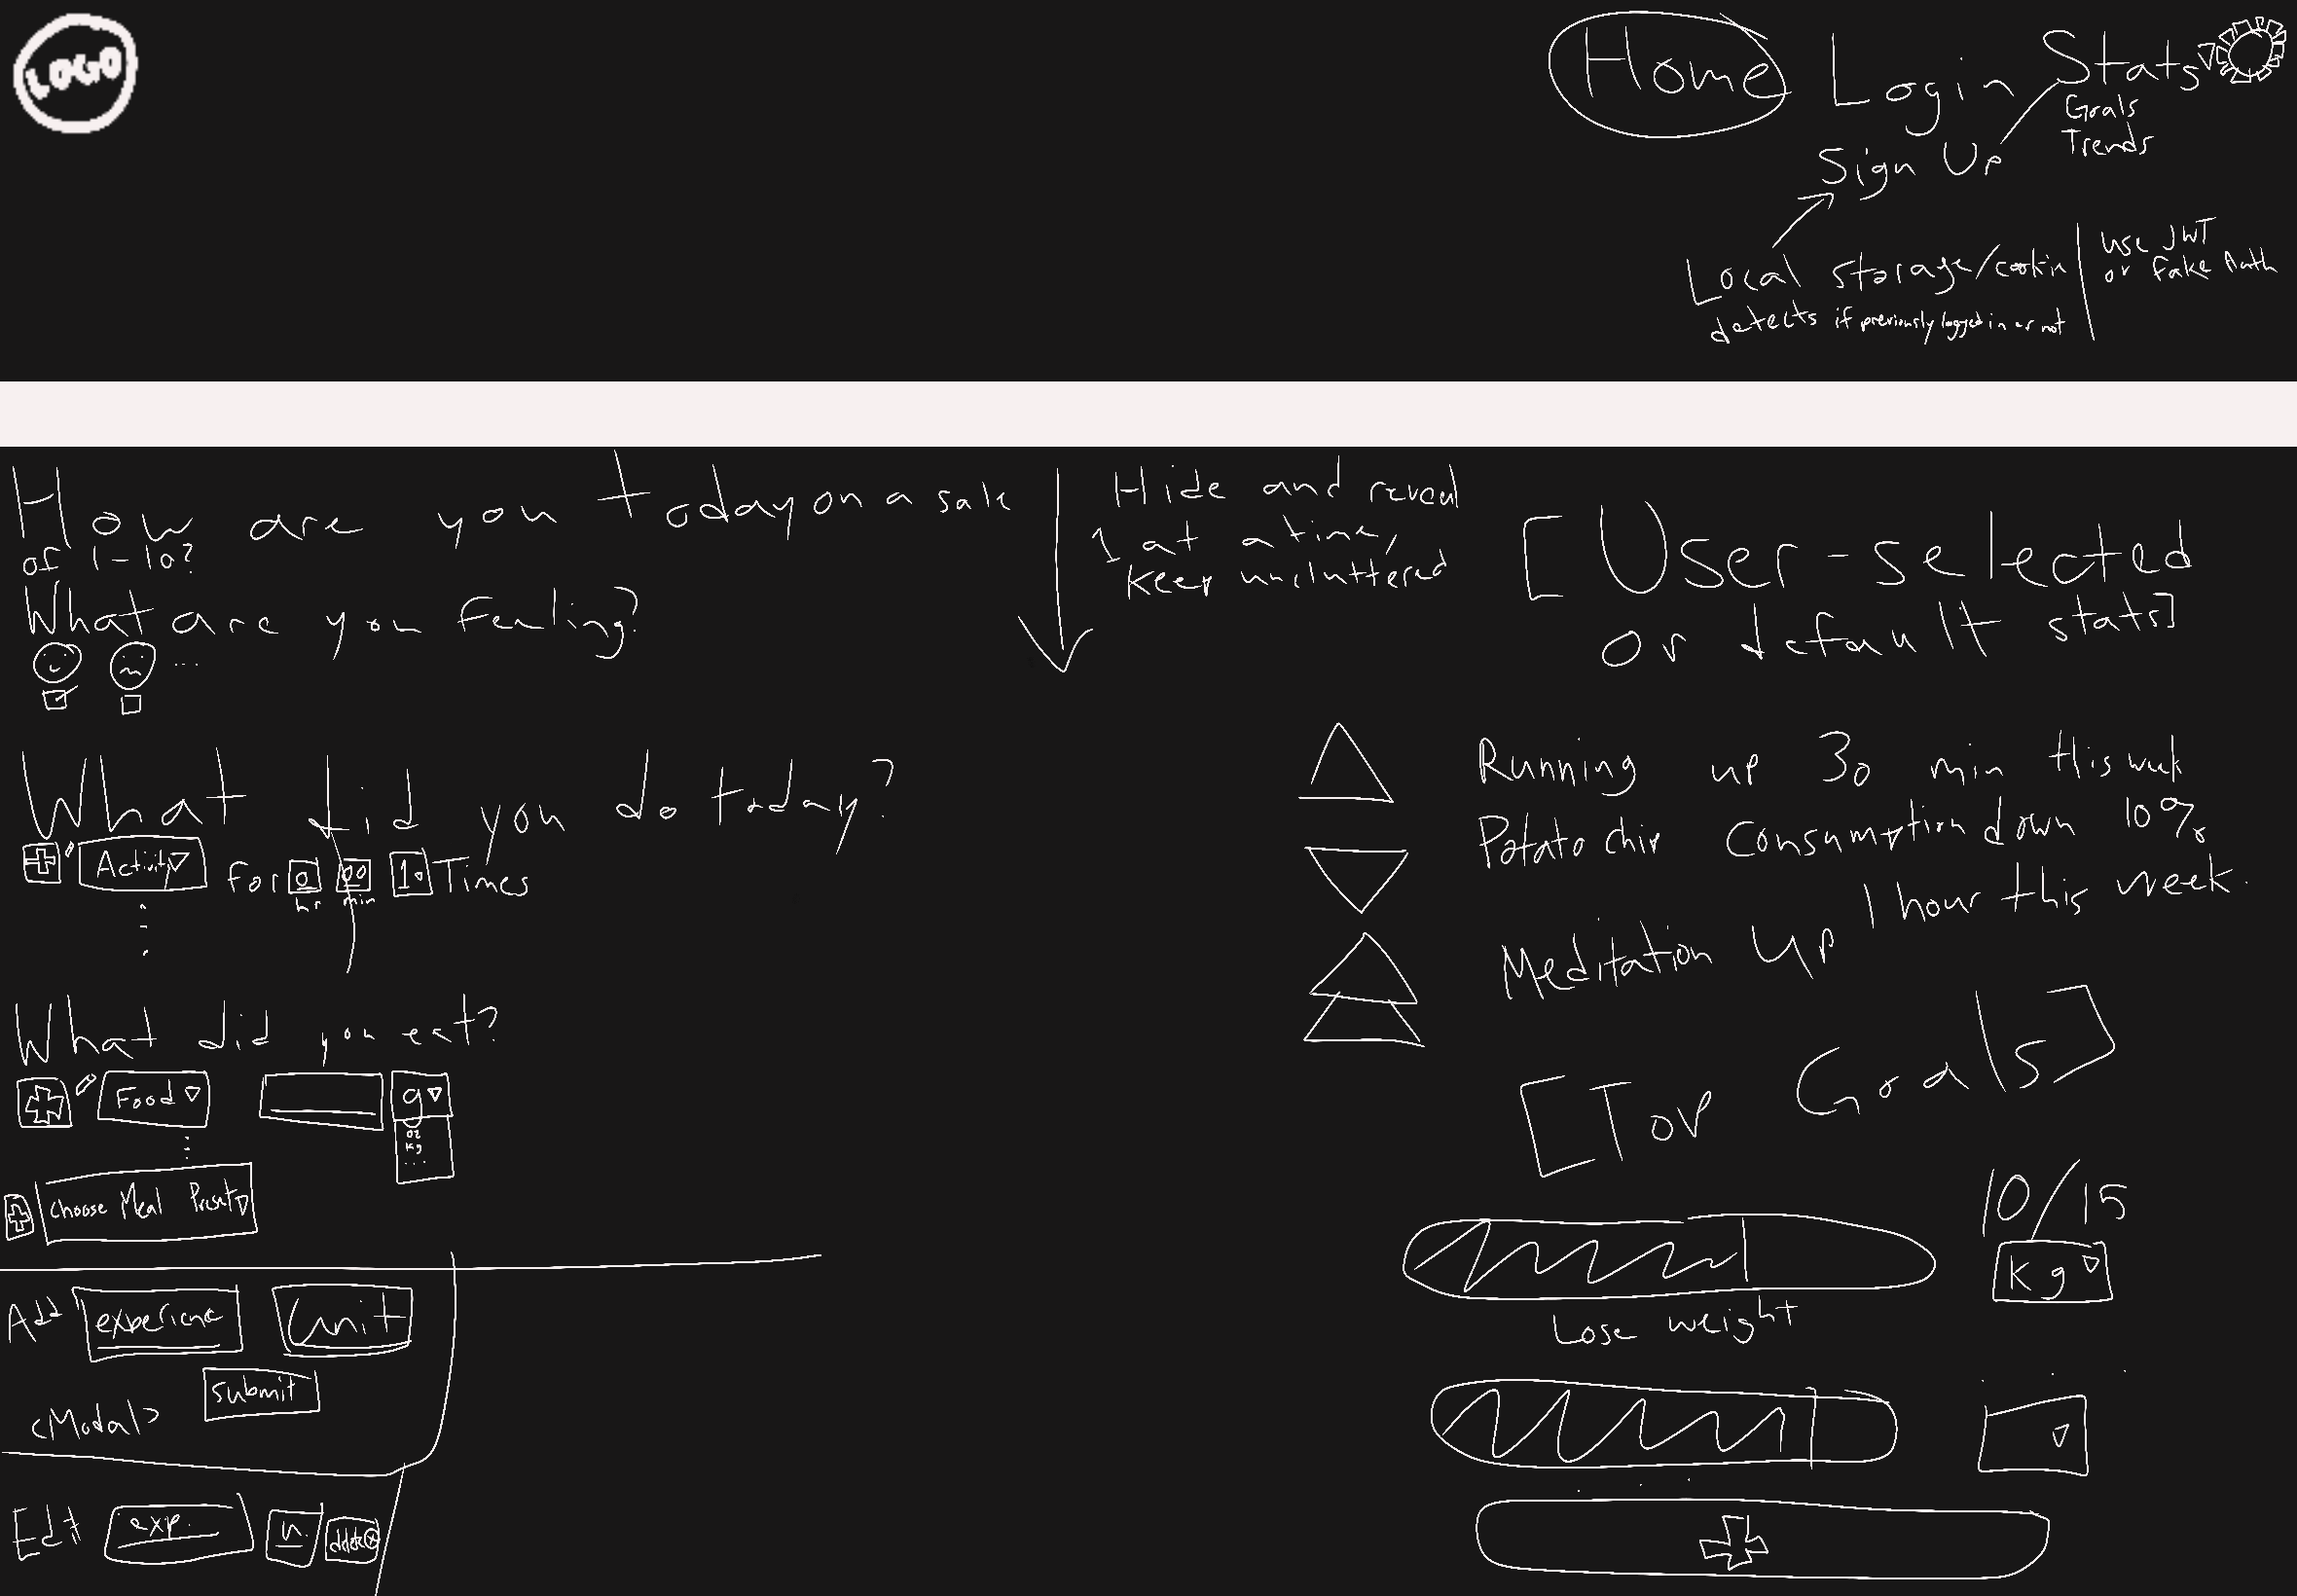 LOGO
Home Login Stats
Goals
Trends
Sign Up
Local storage/cookie
detects if previously logged in or not
use JWT
or Fake Auth
How are you today on a sale
of 1-10?
What are you feeling?
...
Hide and reveal
1 at a time,
Keep uncluttered
[User-selected
or default stats]
What did you do today?
Activity for 0 00 10 Times
hr min
What did you eat?
Food g
oz
kg
...
Choose Meal Preset
Add experience unit
submit
<Modal>
Edit exp. u. delete
Running up 30 min this week
Potato chip Consumption down 10%
Meditation Up 1 hour this week.
[Top Goals]
10/15
kg
Lose weight